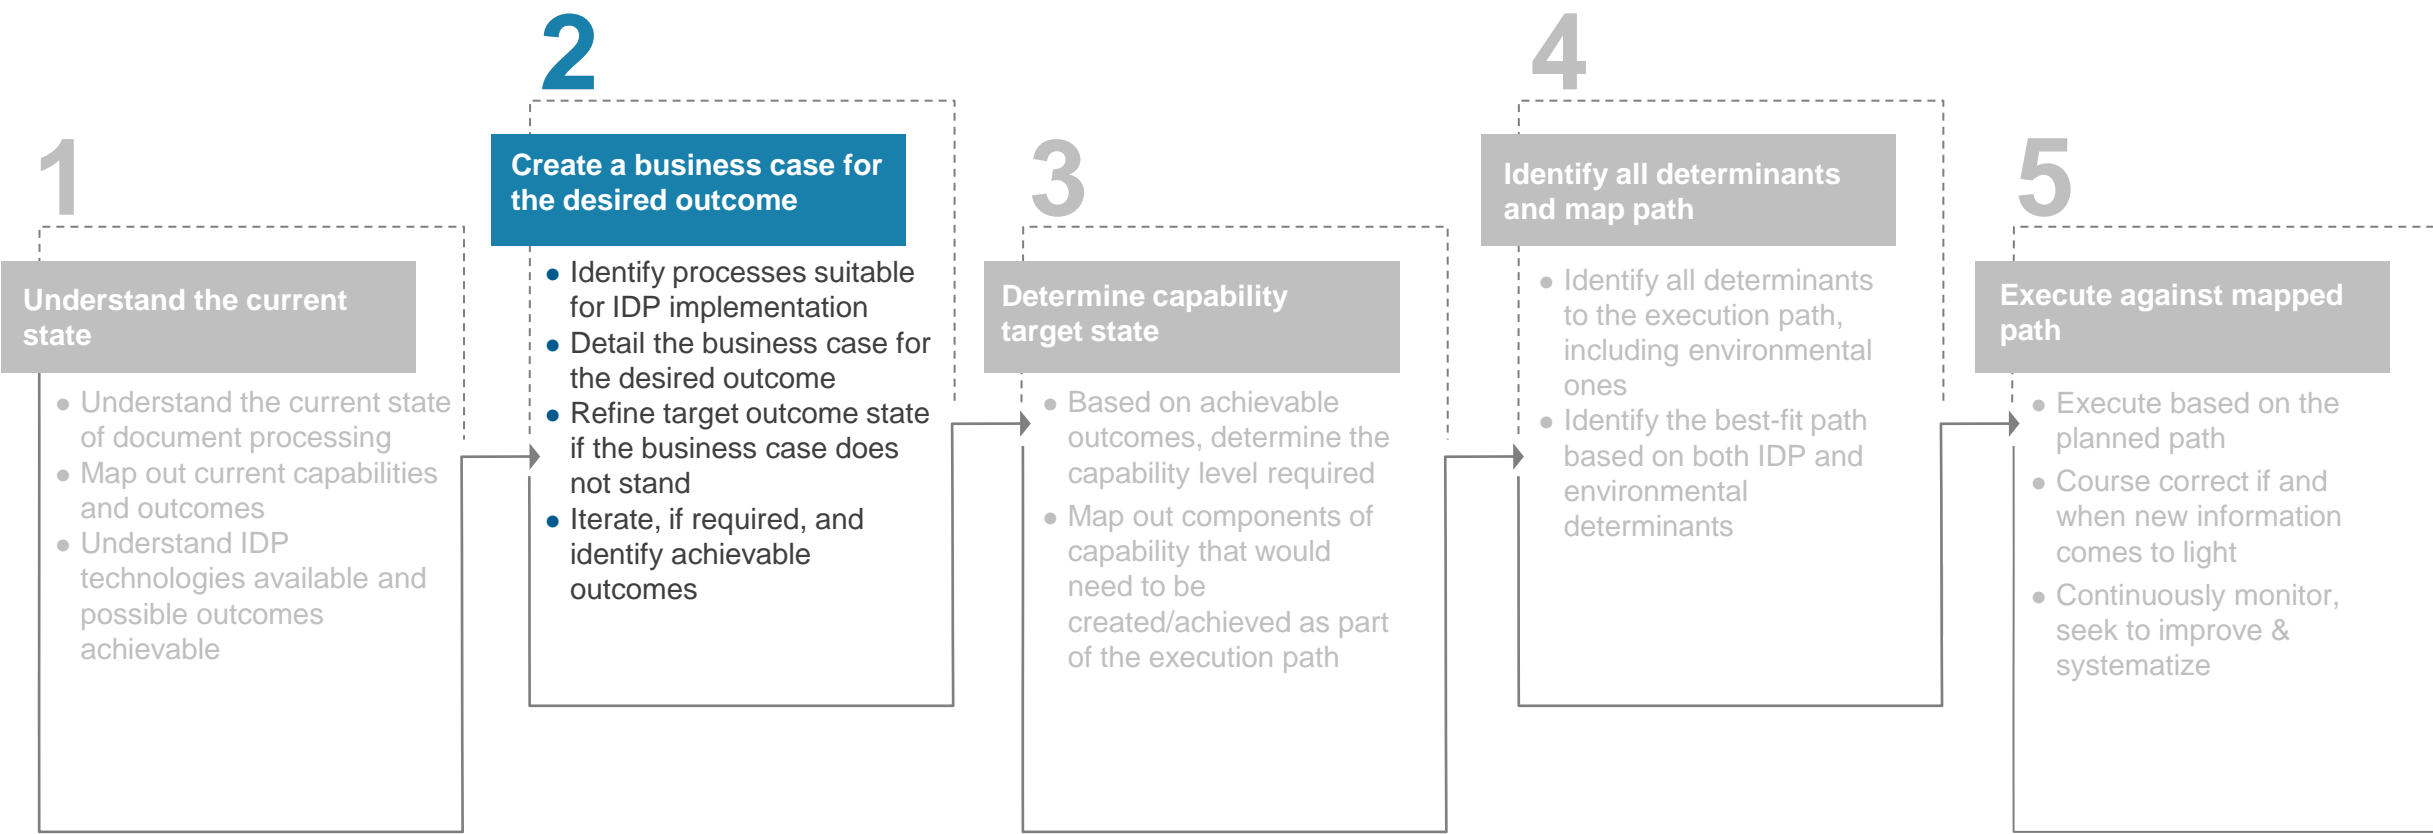 1
Understand the current
state
● Understand the current state
of document processing
● Map out current capabilities
and outcomes
● Understand IDP
technologies available and
possible outcomes
achievable
2
Create a business case for
the desired outcome
● Identify processes suitable
for IDP implementation
● Detail the business case for
the desired outcome
● Refine target outcome state
if the business case does
not stand
● Iterate, if required, and
identify achievable
outcomes
3
Determine capability
target state
● Based on achievable
outcomes, determine the
capability level required
● Map out components of
capability that would
need to be
created/achieved as part
of the execution path
4
Identify all determinants
and map path
● Identify all determinants
to the execution path,
including environmental
ones
● Identify the best-fit path
based on both IDP and
environmental
determinants
5
Execute against mapped
path
● Execute based on the
planned path
● Course correct if and
when new information
comes to light
● Continuously monitor,
seek to improve &
systematize